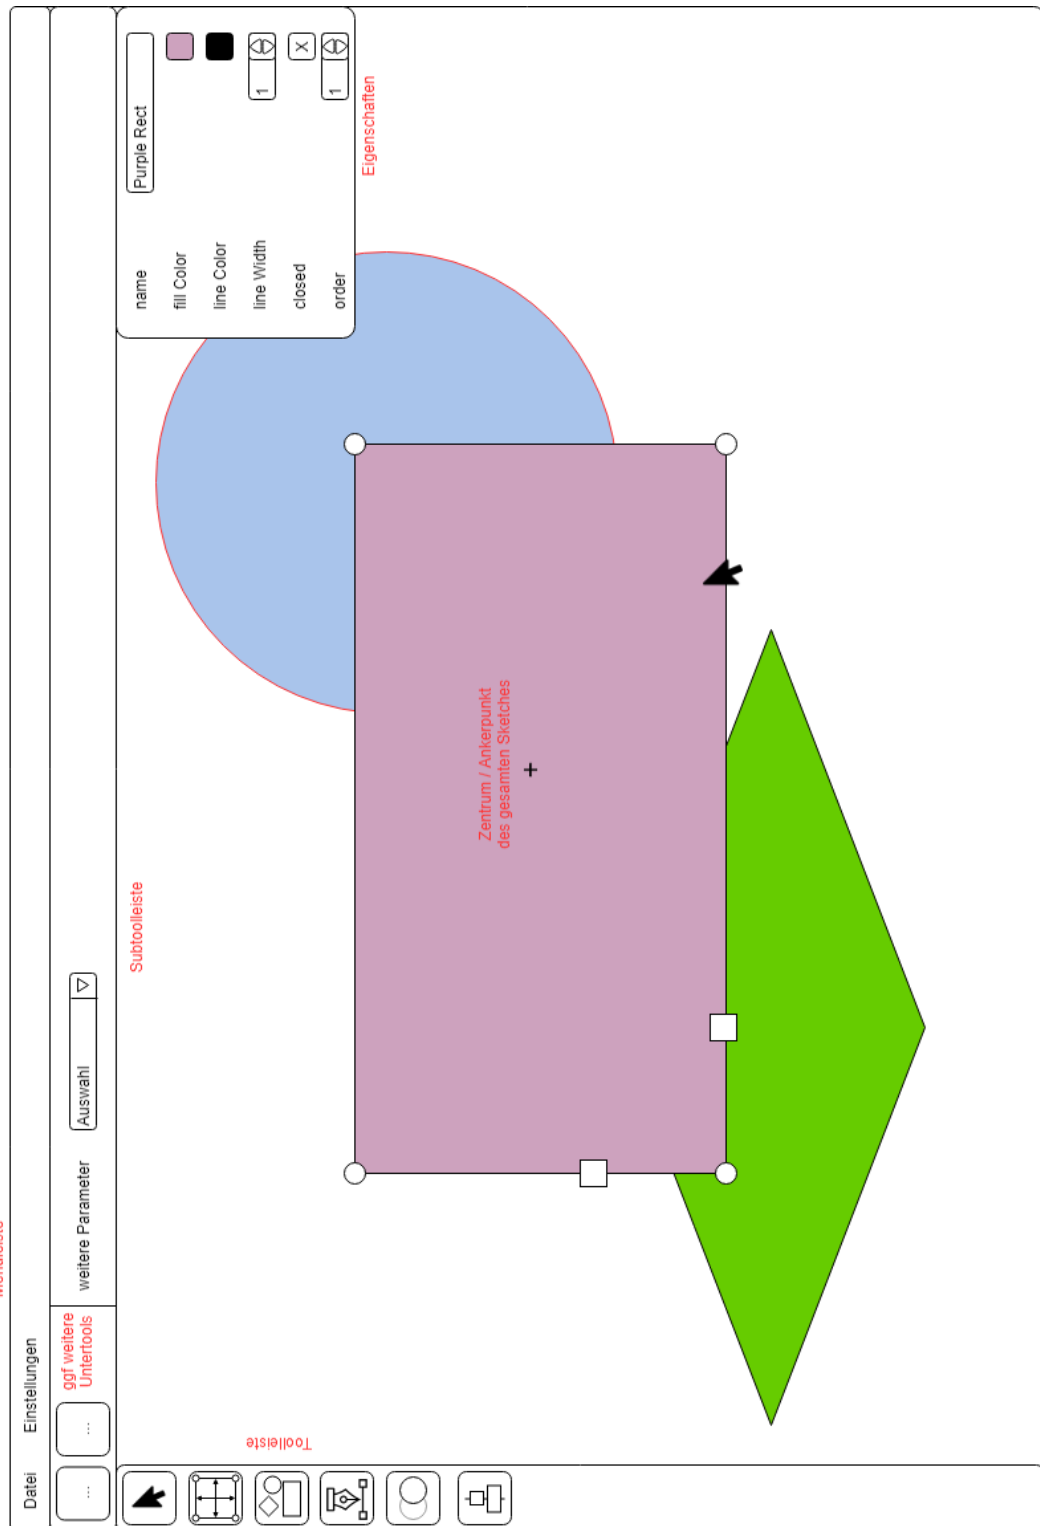 Menüleiste
Datei
Einstellungen
...
...
ggf weitere
Untertools
weitere Parameter
Auswahl
Subtoolleiste
Toolleiste
name
Purple Rect
fill Color
line Color
line Width
1
closed
X
order
1
Eigenschaften
Zentrum / Ankerpunkt
des gesamten Sketches